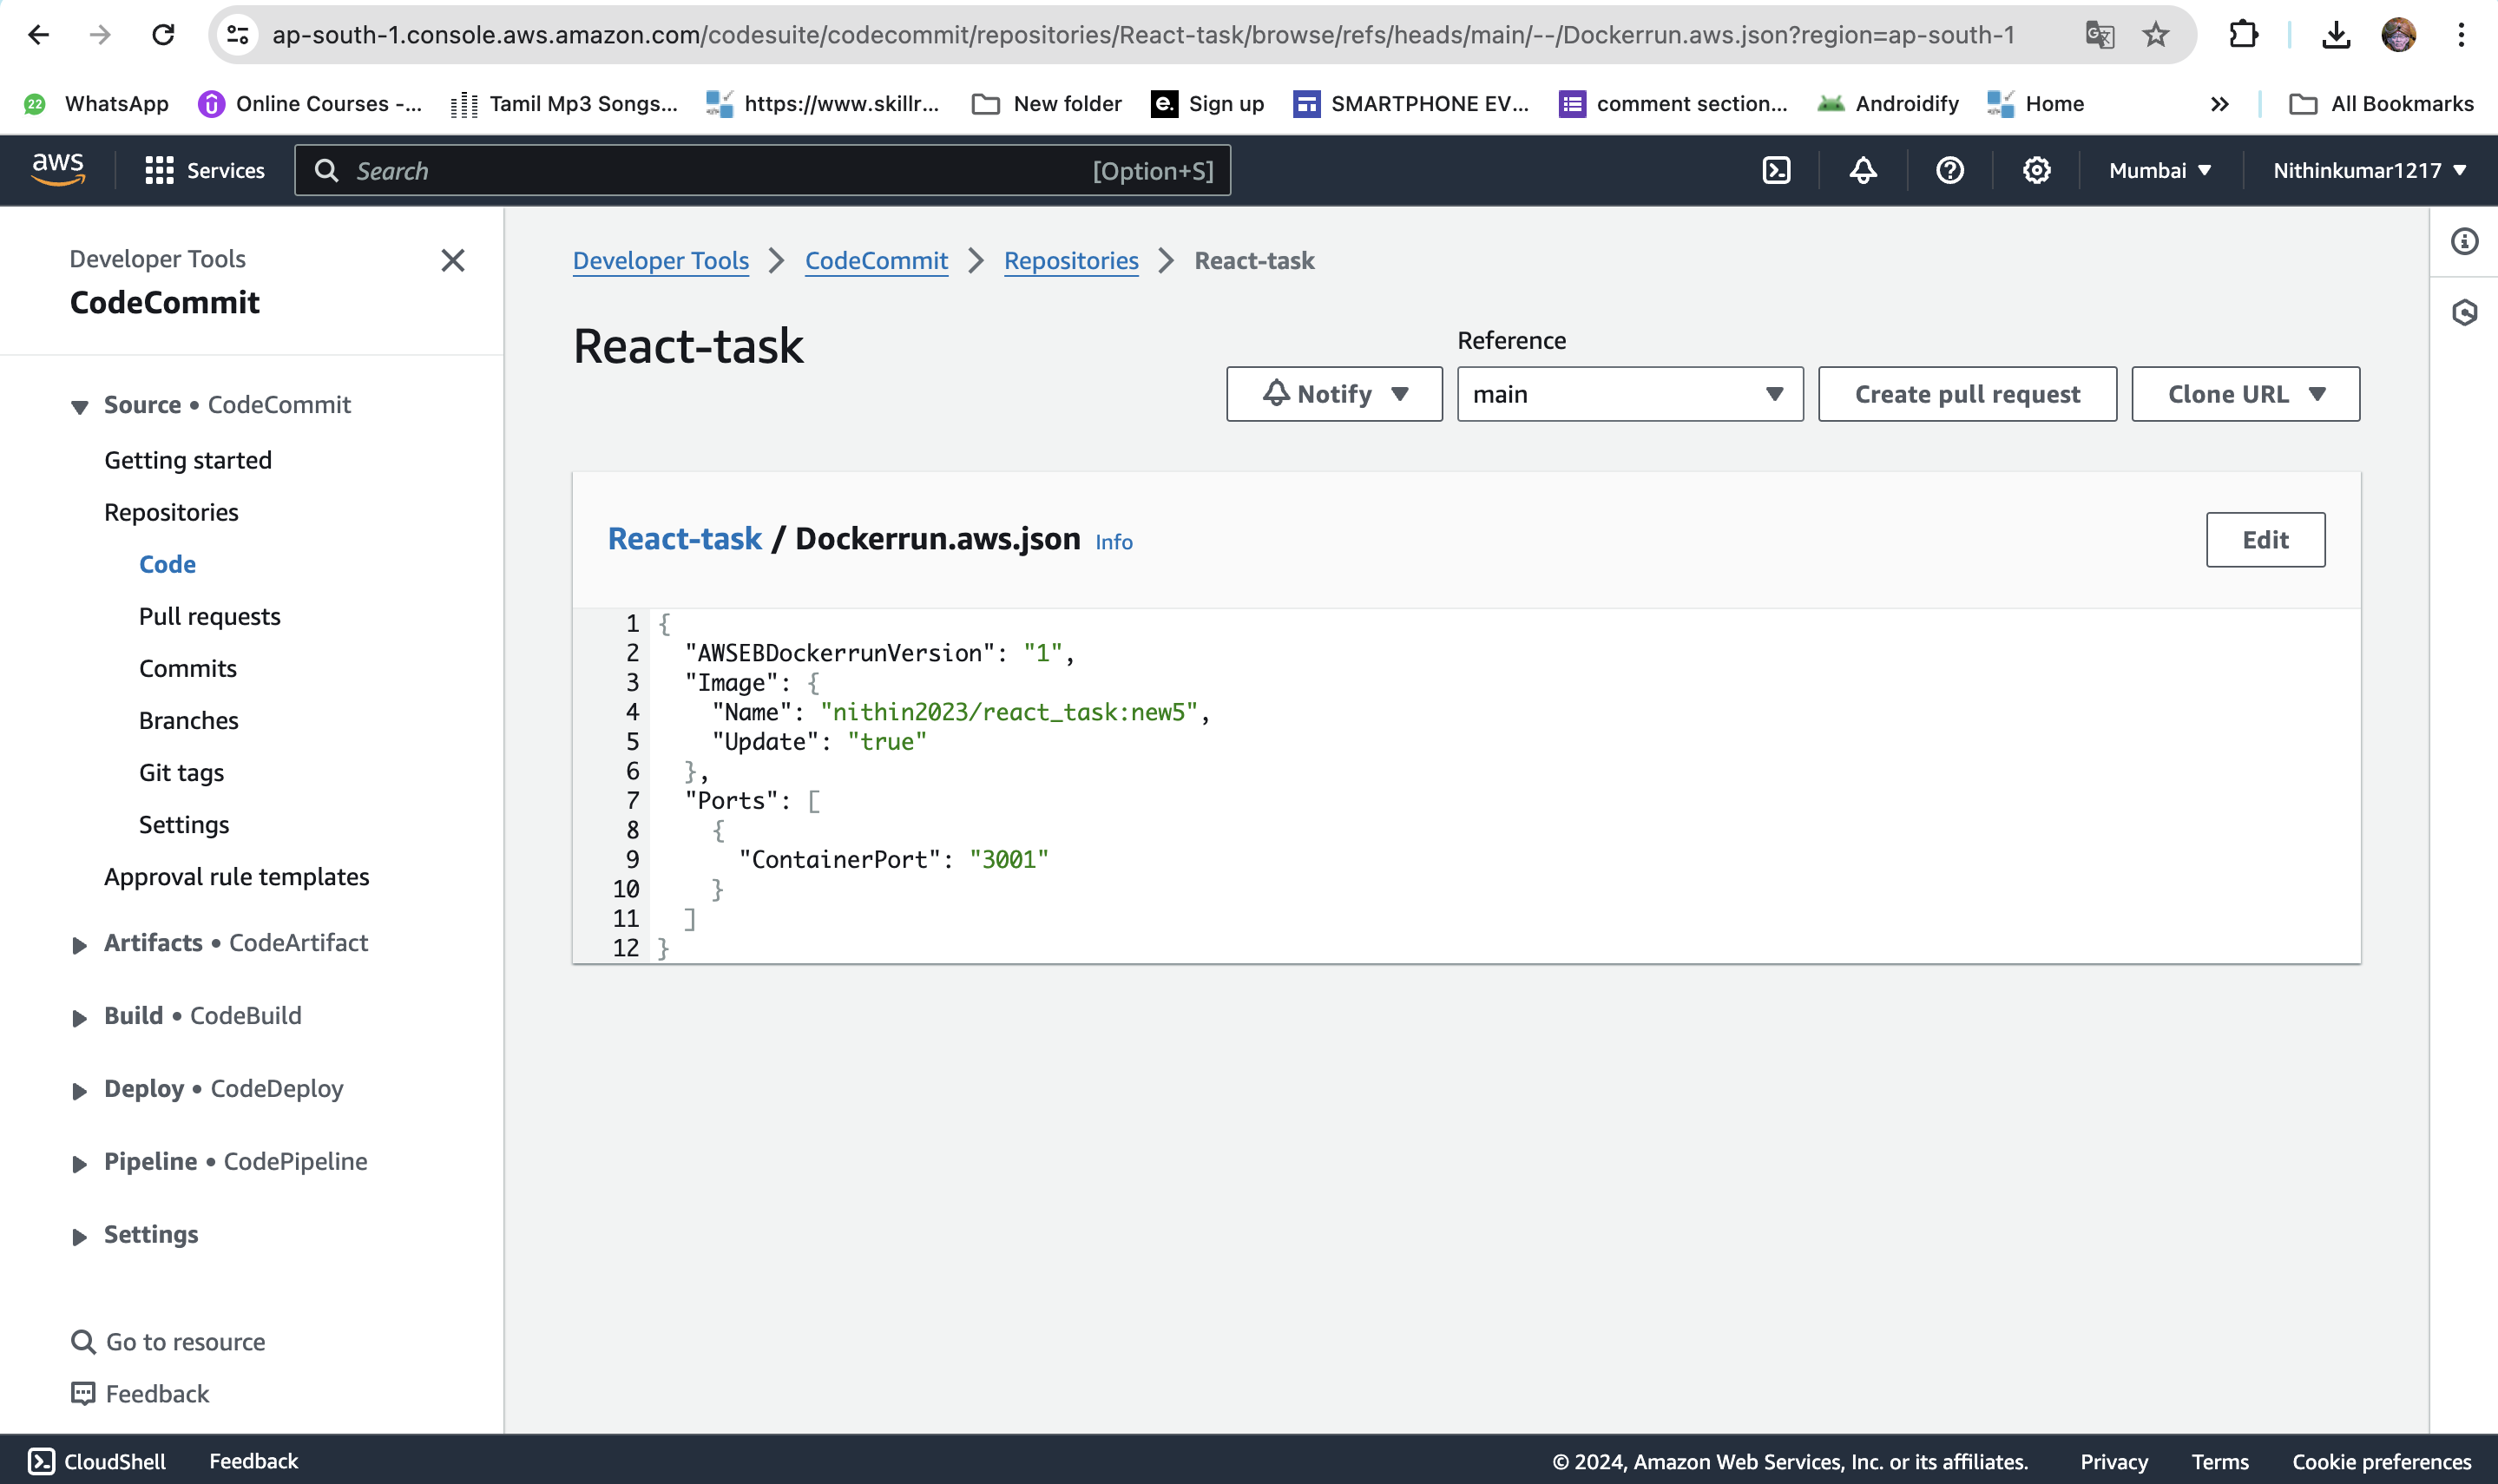 ap-south-1.console.aws.amazon.com/codesuite/codecommit/repositories/React-task/browse/refs/heads/main/--/Dockerrun.aws.json?region=ap-south-1
22 WhatsApp Online Courses -... Tamil Mp3 Songs... https://www.skillr... New folder e. Sign up SMARTPHONE EV... comment section... Androidify Home All Bookmarks
aws Services Search [Option+S] Mumbai Nithinkumar1217
Developer Tools
CodeCommit
Source • CodeCommit
Getting started
Repositories
Code
Pull requests
Commits
Branches
Git tags
Settings
Approval rule templates
Artifacts • CodeArtifact
Build • CodeBuild
Deploy • CodeDeploy
Pipeline • CodePipeline
Settings
Go to resource
Feedback
Developer Tools > CodeCommit > Repositories > React-task
React-task
Reference
Notify main Create pull request Clone URL
React-task / Dockerrun.aws.json Info Edit
1 {
2   "AWSEBDockerrunVersion": "1",
3   "Image": {
4     "Name": "nithin2023/react_task:new5",
5     "Update": "true"
6   },
7   "Ports": [
8     {
9       "ContainerPort": "3001"
10     }
11   ]
12 }
CloudShell Feedback © 2024, Amazon Web Services, Inc. or its affiliates. Privacy Terms Cookie preferences